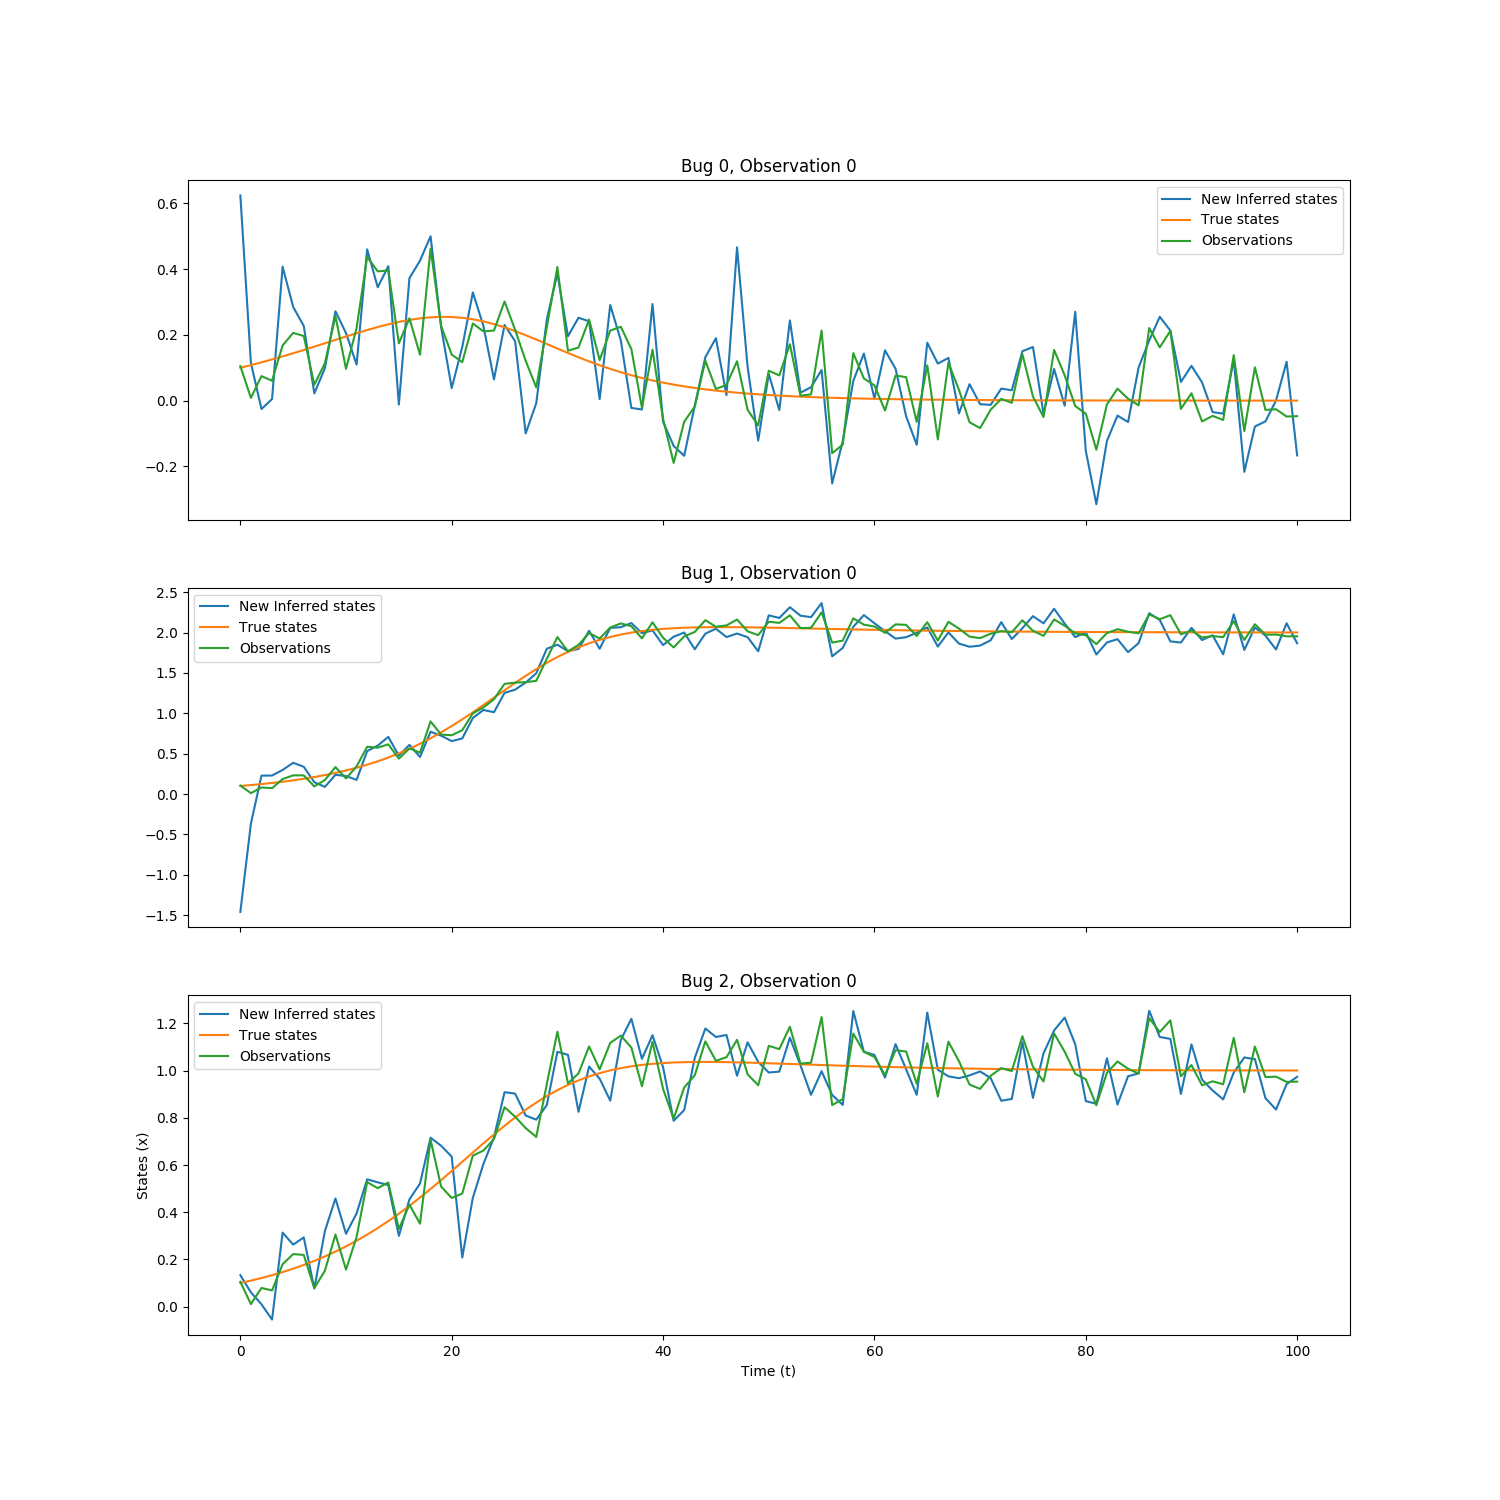 Bug 0, Observation 0
New Inferred states
True states
Observations
0.6
0.4
0.2
0.0
−0.2
Bug 1, Observation 0
New Inferred states
True states
Observations
2.5
2.0
1.5
1.0
0.5
0.0
−0.5
−1.0
−1.5
Bug 2, Observation 0
New Inferred states
True states
Observations
1.2
1.0
0.8
0.6
0.4
0.2
0.0
States (x)
0 20 40 60 80 100
Time (t)